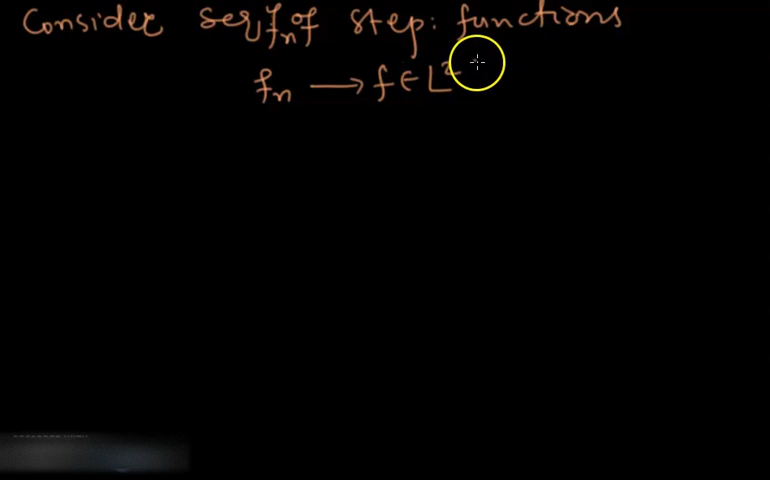 Consider seq fn of step functions
fn → f ∈ L²